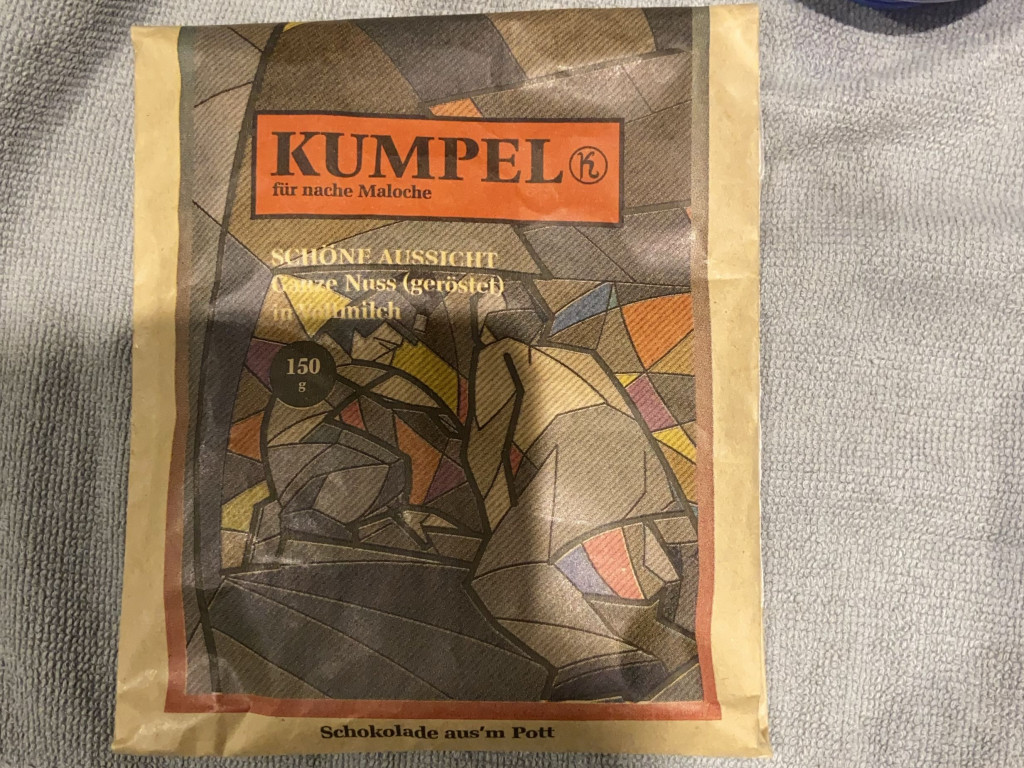 KUMPEL K
für nache Maloche
SCHÖNE AUSSICHT
Ganze Nuss (geröstet)
in Vollmilch
150
g
Schokolade aus'm Pott